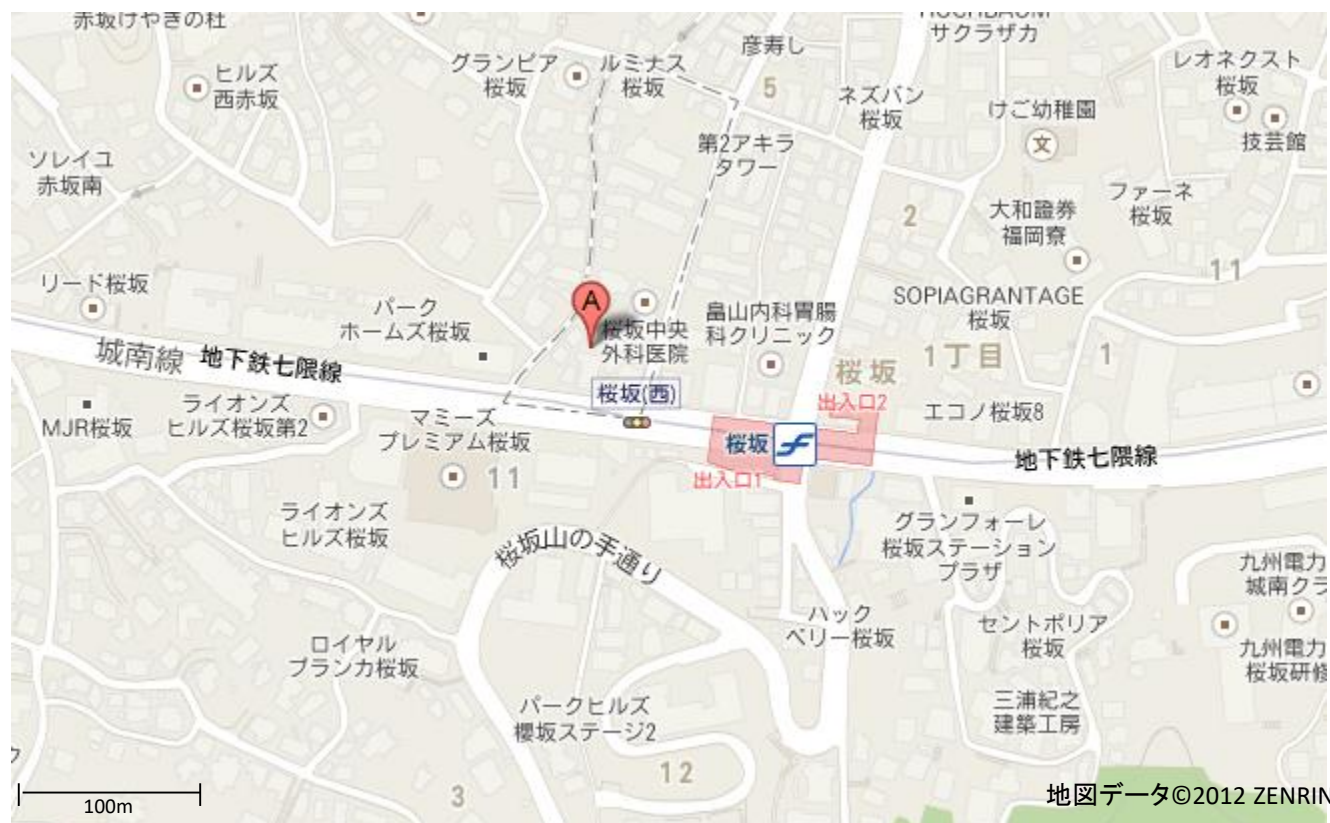 赤坂けやきの杜
サクラザカ
彦寿し
ヒルズ
西赤坂
グランピア
桜坂
ルミナス
桜坂
5
ネズバン
桜坂
けご幼稚園
文
レオネクスト
桜坂
技芸館
ソレイユ
赤坂南
第2アキラ
タワー
2
大和證券
福岡寮
ファーネ
桜坂
11
リード桜坂
パーク
ホームズ桜坂
A
桜坂中央
外科医院
畠山内科胃腸
科クリニック
SOPIAGRANTAGE
桜坂
城南線
地下鉄七隈線
桜坂(西)
桜坂
1丁目
1
出入口2
エコノ桜坂8
MJR桜坂
ライオンズ
ヒルズ桜坂第2
マミーズ
プレミアム桜坂
11
桜坂
出入口1
地下鉄七隈線
ライオンズ
ヒルズ桜坂
桜坂山の手通り
グランフォーレ
桜坂ステーション
プラザ
九州電力
城南クラ
ロイヤル
ブランカ桜坂
ハック
ベリー桜坂
セントポリア
桜坂
九州電力
桜坂研修
パークヒルズ
櫻坂ステージ2
三浦紀之
建築工房
12
3
100m
地図データ©2012 ZENRIN